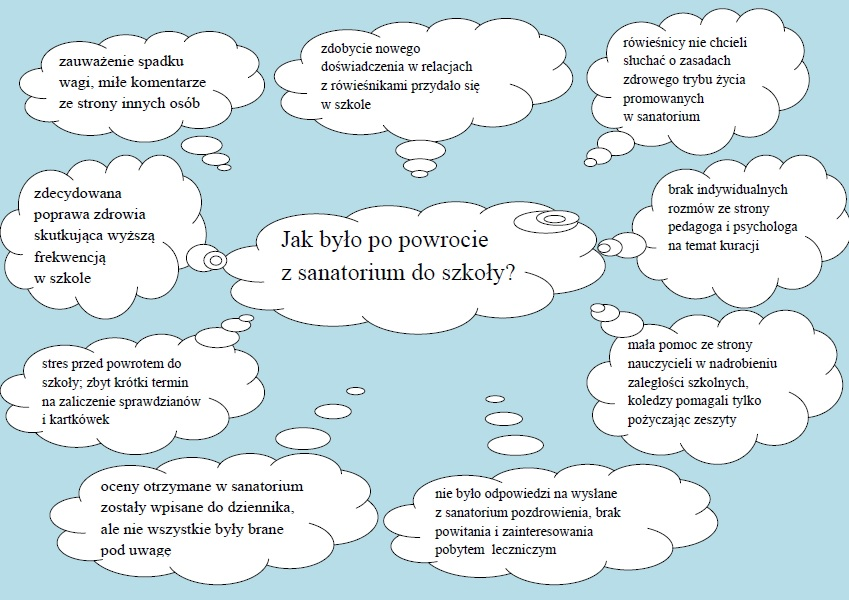 zauważenie spadku
wagi, miłe komentarze
ze strony innych osób
zdobycie nowego
doświadczenia w relacjach
z rówieśnikami przydało się
w szkole
rówieśnicy nie chcieli
słuchać o zasadach
zdrowego trybu życia
promowanych
w sanatorium
zdecydowana
poprawa zdrowia
skutkująca wyższą
frekwencją
w szkole
Jak było po powrocie
z sanatorium do szkoły?
brak indywidualnych
rozmów ze strony
pedagoga i psychologa
na temat kuracji
stres przed powrotem do
szkoły; zbyt krótki termin
na zaliczenie sprawdzianów
i kartkówek
mała pomoc ze strony
nauczycieli w nadrobieniu
zaległości szkolnych,
koledzy pomagali tylko
pożyczając zeszyty
oceny otrzymane w sanatorium
zostały wpisane do dziennika,
ale nie wszystkie były brane
pod uwagę
nie było odpowiedzi na wysłane
z sanatorium pozdrowienia, brak
powitania i zainteresowania
pobytem leczniczym